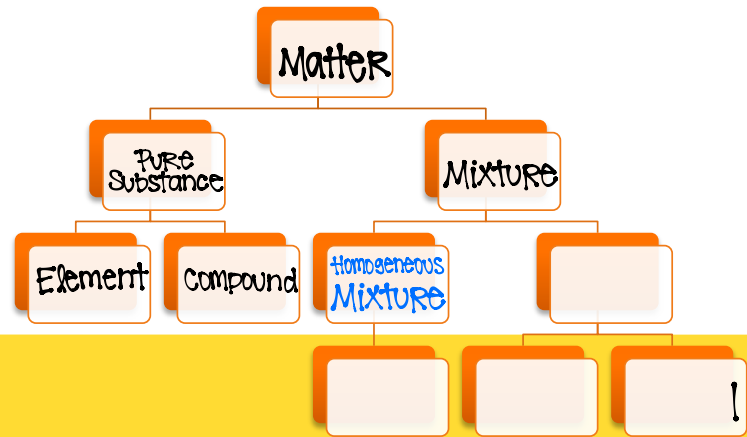 Matter
Pure
Substance
Mixture
Element
Compound
Homogeneous
Mixture